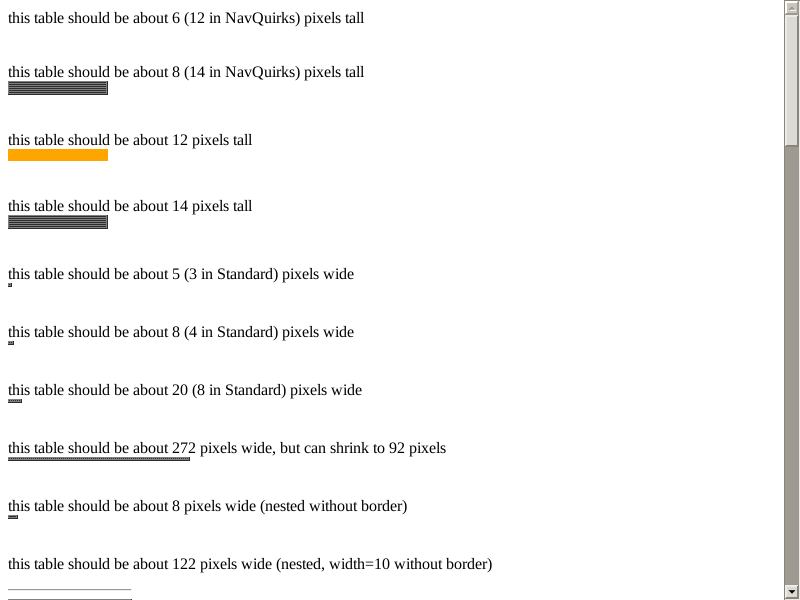 this table should be about 6 (12 in NavQuirks) pixels tall
this table should be about 8 (14 in NavQuirks) pixels tall
this table should be about 12 pixels tall
this table should be about 14 pixels tall
this table should be about 5 (3 in Standard) pixels wide
this table should be about 8 (4 in Standard) pixels wide
this table should be about 20 (8 in Standard) pixels wide
this table should be about 272 pixels wide, but can shrink to 92 pixels
this table should be about 8 pixels wide (nested without border)
this table should be about 122 pixels wide (nested, width=10 without border)